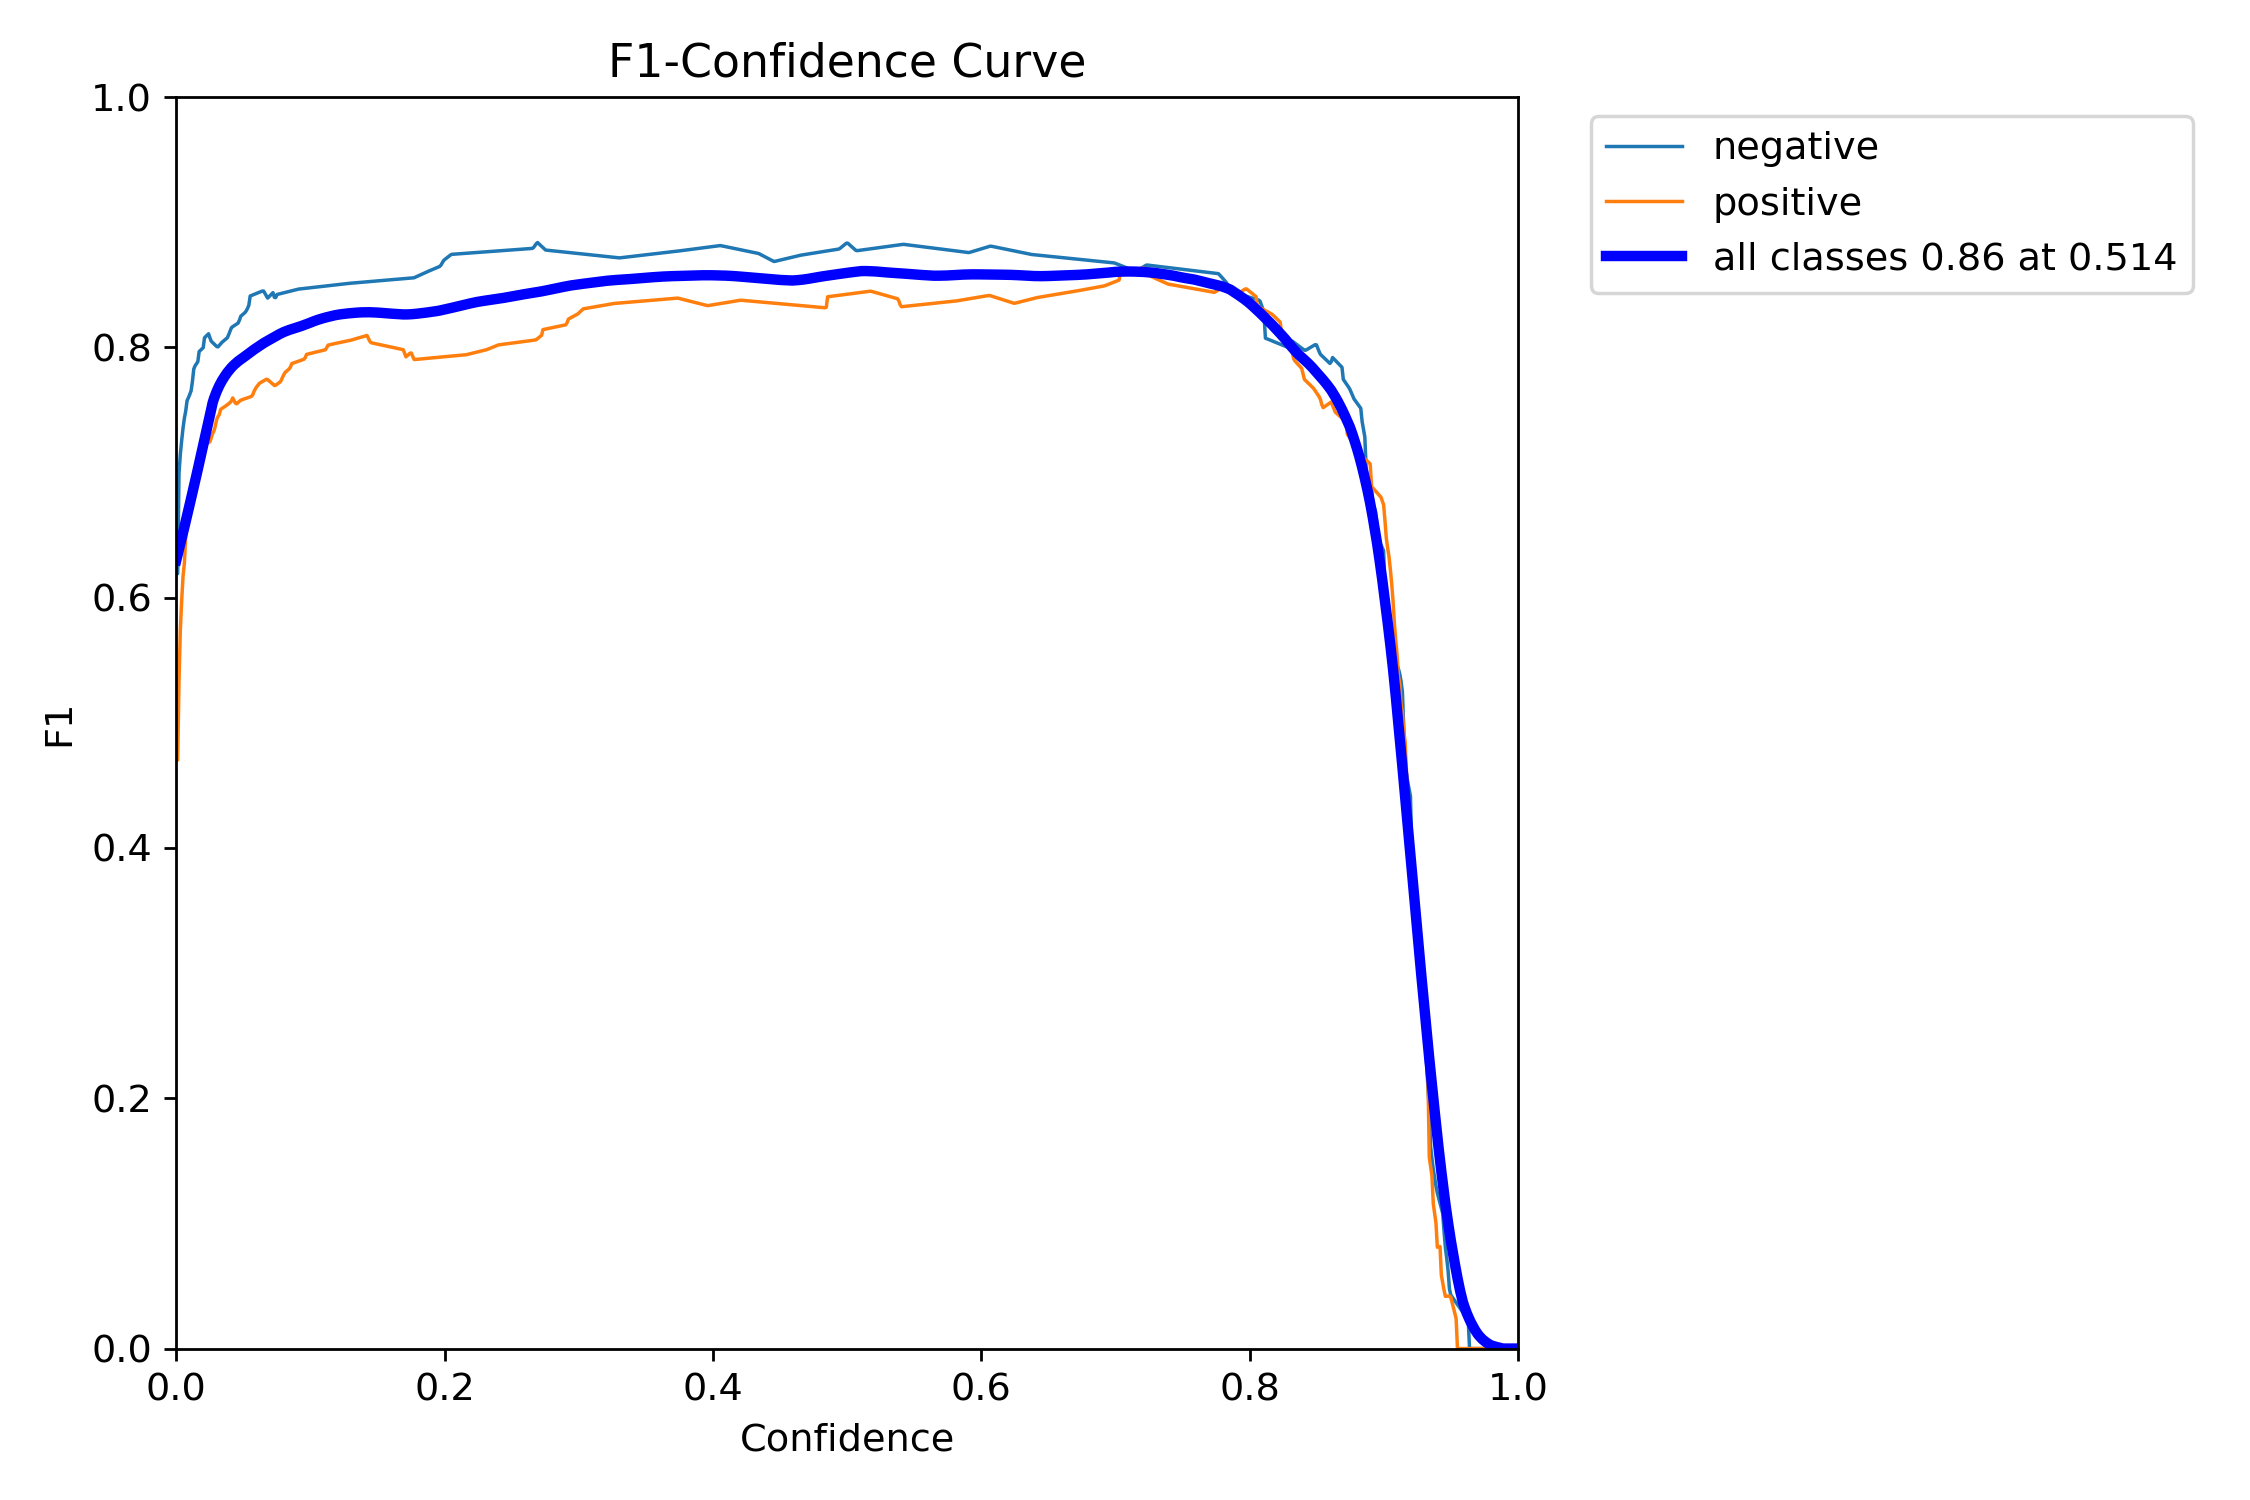 F1-Confidence Curve
1.0
0.8
0.6
0.4
0.2
0.0
F1
0.0 0.2 0.4 0.6 0.8 1.0
Confidence
negative
positive
all classes 0.86 at 0.514